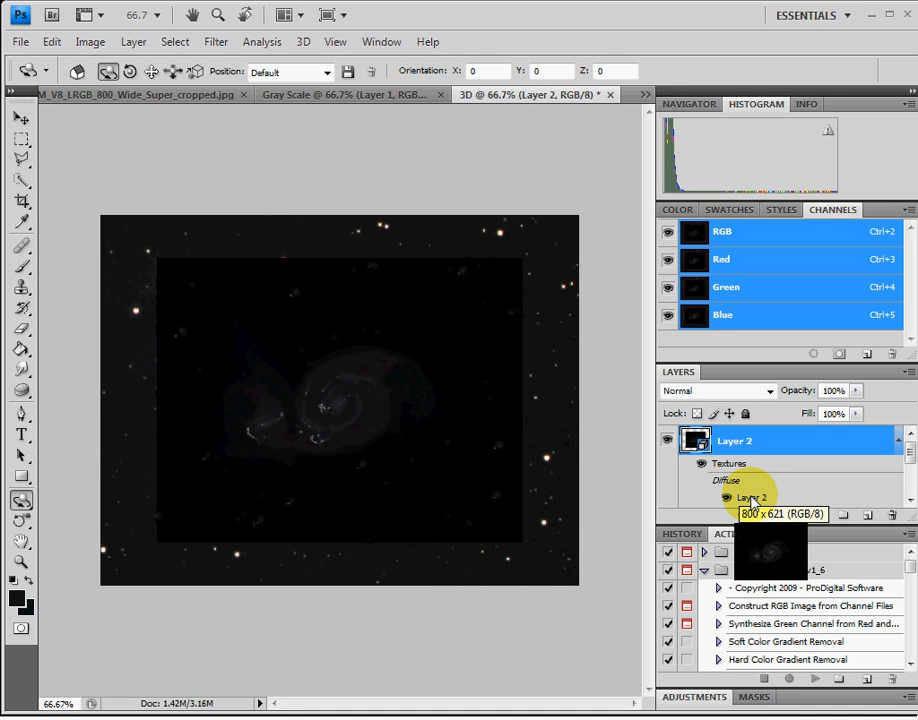 Ps Br 66.7 ESSENTIALS
File Edit Image Layer Select Filter Analysis 3D View Window Help
Position: Default Orientation: X: 0 Y: 0 Z: 0
M_V8_LRGB_800_Wide_Super_cropped.jpg × Gray Scale @ 66.7% (Layer 1, RGB... × 3D @ 66.7% (Layer 2, RGB/8) * × >>
NAVIGATOR HISTOGRAM INFO
COLOR SWATCHES STYLES CHANNELS
RGB Ctrl+2
Red Ctrl+3
Green Ctrl+4
Blue Ctrl+5
LAYERS
Normal Opacity: 100%
Lock: Fill: 100%
Layer 2
Textures
Diffuse
Layer 2
800 x 621 (RGB/8)
HISTORY ACTI
v1_6
- Copyright 2009 - ProDigital Software
Construct RGB Image from Channel Files
Synthesize Green Channel from Red and...
Soft Color Gradient Removal
Hard Color Gradient Removal
ADJUSTMENTS MASKS
66.67% Doc: 1.42M/3.16M